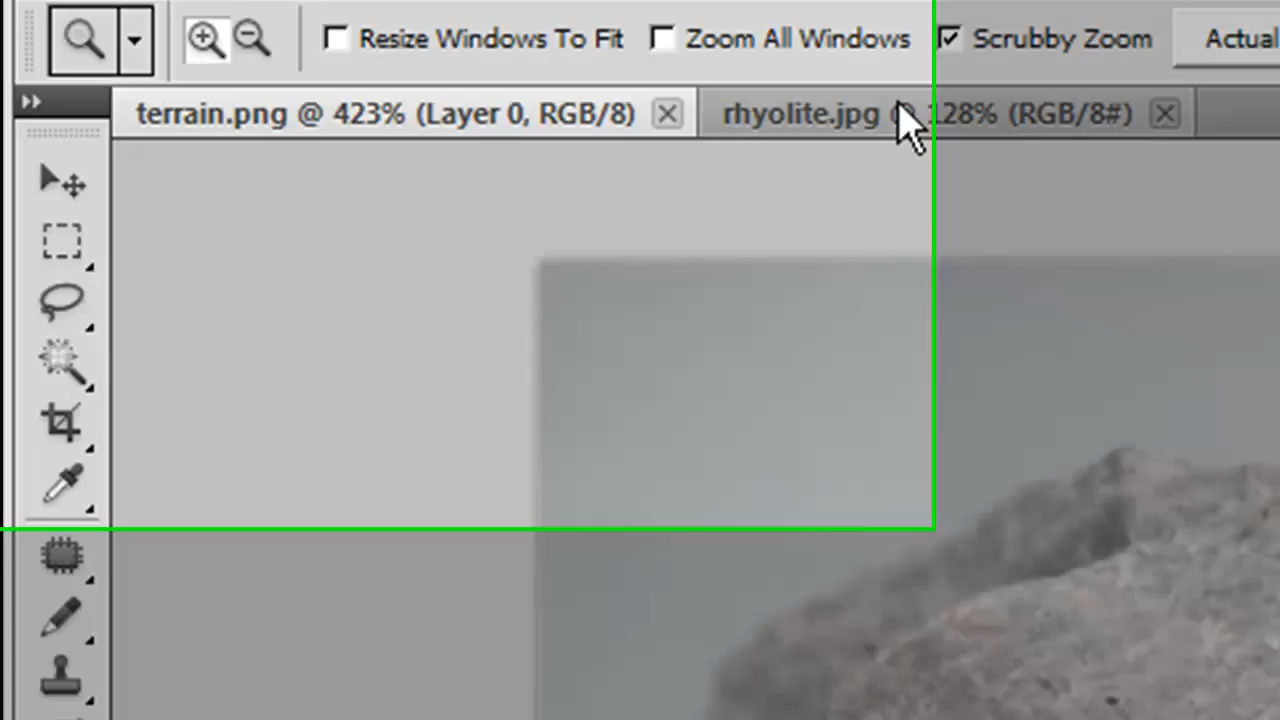 Resize Windows To Fit Zoom All Windows Scrubby Zoom Actual
terrain.png @ 423% (Layer 0, RGB/8) rhyolite.jpg @ 128% (RGB/8#)